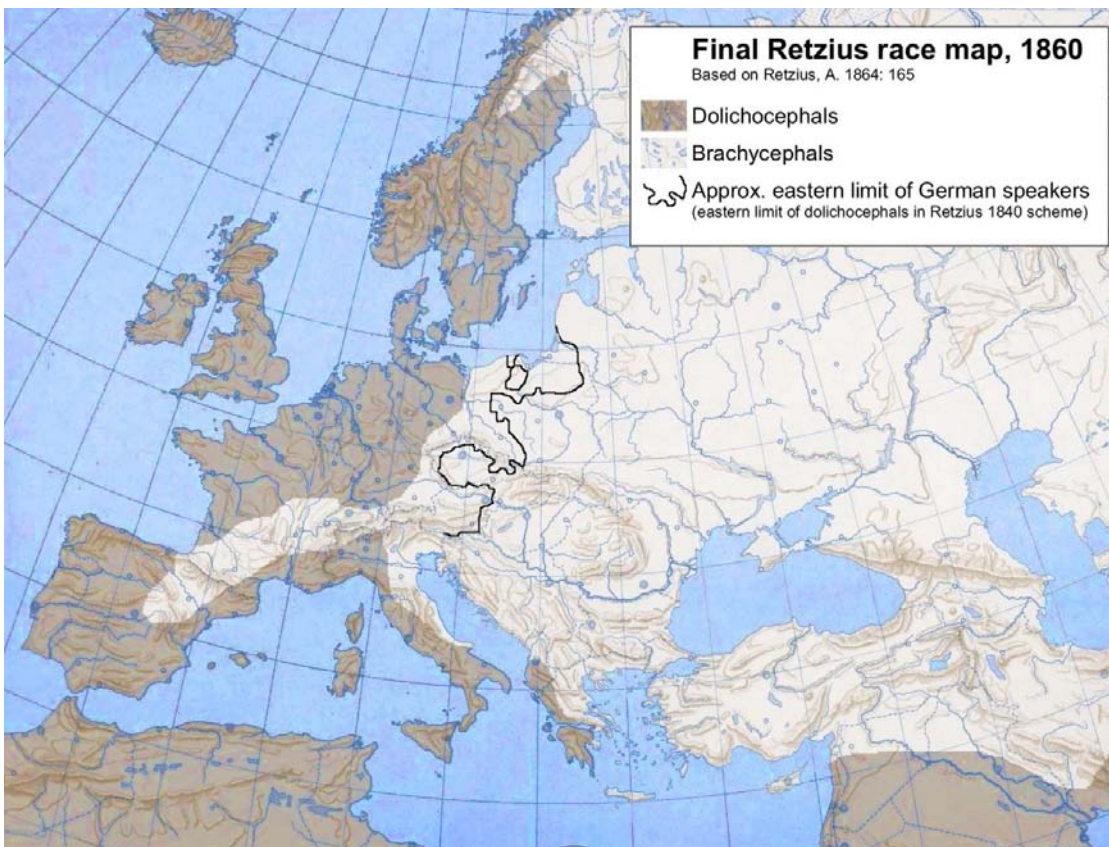 Final Retzius race map, 1860
Based on Retzius, A. 1864: 165
Dolichocephals
Brachycephals
Approx. eastern limit of German speakers
(eastern limit of dolichocephals in Retzius 1840 scheme)